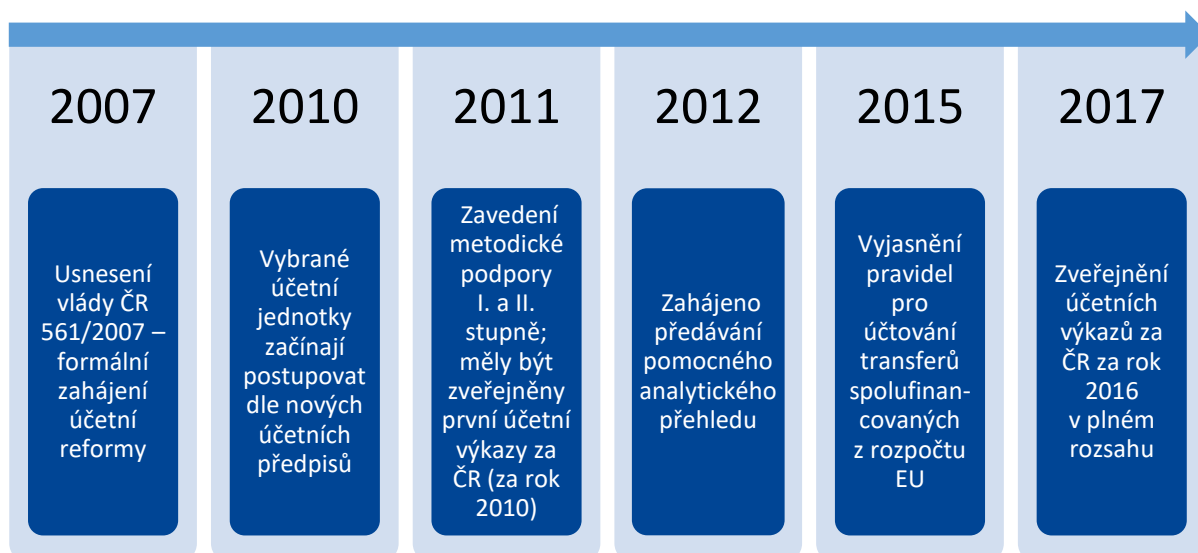 2007
Usnesení
vlády ČR
561/2007 –
formální
zahájení
účetní
reformy
2010
Vybrané
účetní
jednotky
začínají
postupovat
dle nových
účetních
předpisů
2011
Zavedení
metodické
podpory
I. a II.
stupně;
měly být
zveřejněny
první účetní
výkazy za
ČR (za rok
2010)
2012
Zahájeno
předávání
pomocného
analytického
přehledu
2015
Vyjasnění
pravidel
pro
účtování
transferů
spolufinan-
covaných
z rozpočtu
EU
2017
Zveřejnění
účetních
výkazů za
ČR za rok
2016
v plném
rozsahu